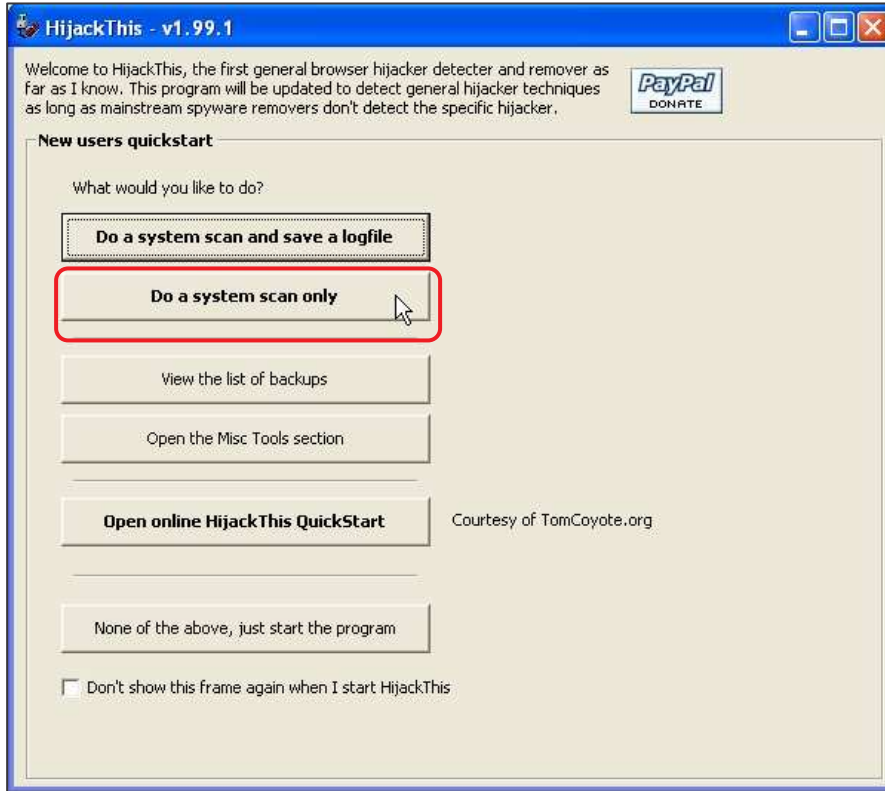 HijackThis - v1.99.1
Welcome to HijackThis, the first general browser hijacker detecter and remover as
far as I know. This program will be updated to detect general hijacker techniques
as long as mainstream spyware removers don't detect the specific hijacker.
PayPal
DONATE
New users quickstart
What would you like to do?
Do a system scan and save a logfile
Do a system scan only
View the list of backups
Open the Misc Tools section
Open online HijackThis QuickStart
Courtesy of TomCoyote.org
None of the above, just start the program
Don't show this frame again when I start HijackThis